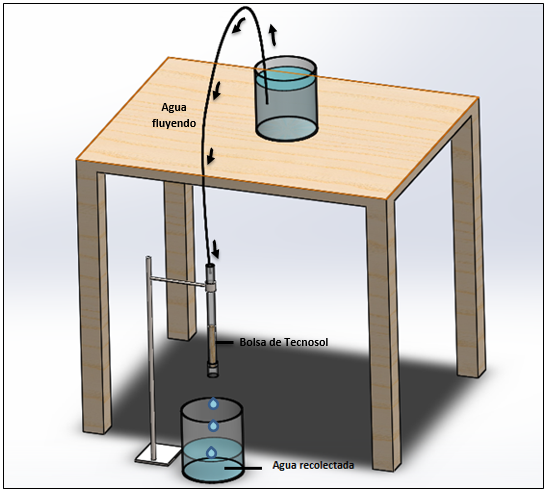 Agua
fluyendo
Bolsa de Tecnosol
Agua recolectada